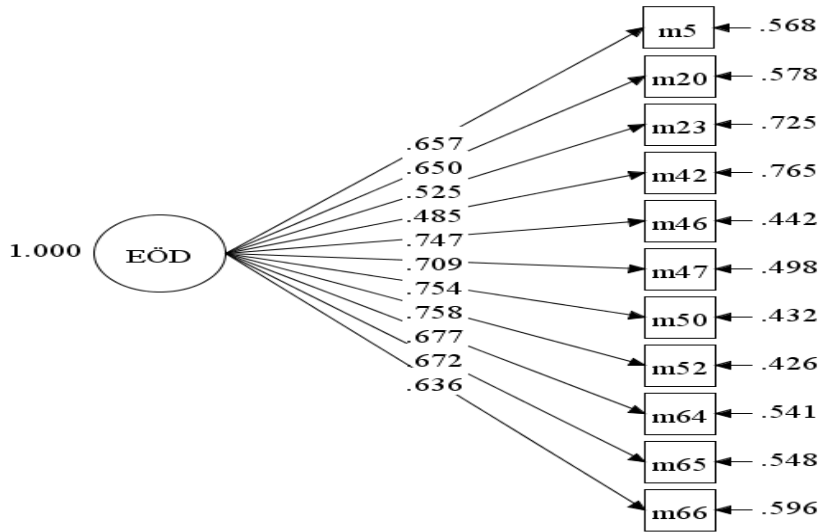 m5 .568
m20 .578
m23 .725
.657
.650
m42 .765
.525
.485
m46 .442
.747
1.000 EÖD
.709
m47 .498
.754
.758
m50 .432
.677
m52 .426
.672
.636
m64 .541
m65 .548
m66 .596